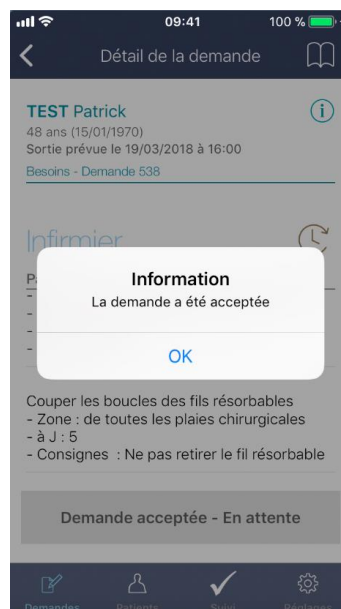 09:41
100 %
Détail de la demande
TEST Patrick
48 ans (15/01/1970)
Sortie prévue le 19/03/2018 à 16:00
Besoins - Demande 538
Infirmier
Information
La demande a été acceptée
OK
Couper les boucles des fils résorbables
- Zone : de toutes les plaies chirurgicales
- à J : 5
- Consignes : Ne pas retirer le fil résorbable
Demande acceptée - En attente
Demandes Patients Suivi Réglages